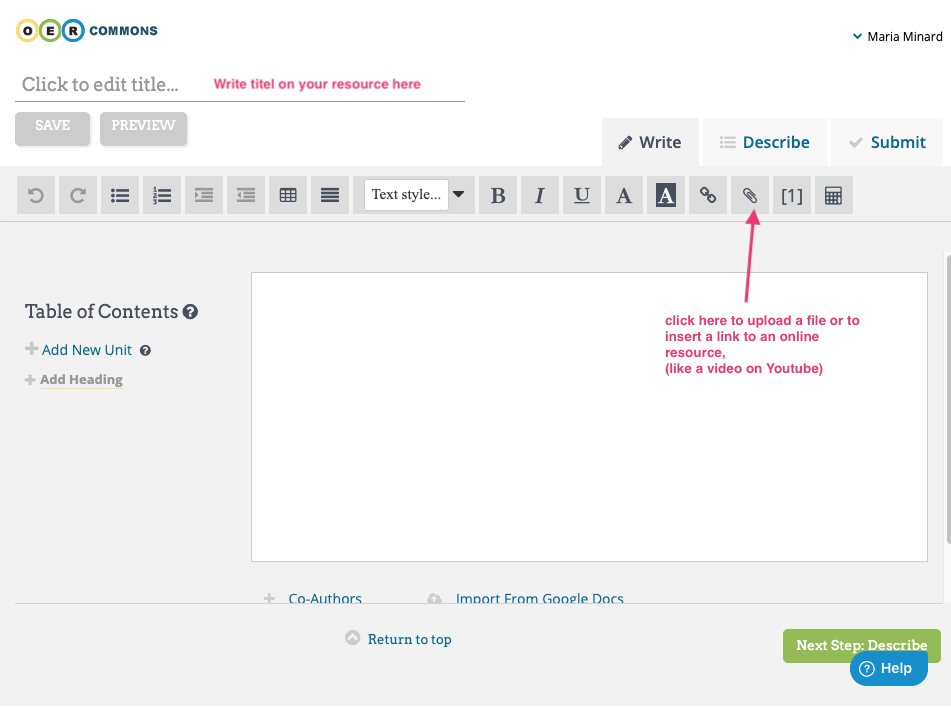 O E R COMMONS
Maria Minard
Click to edit title... Write titel on your resource here
SAVE PREVIEW
Write Describe Submit
Text style... B I U A A [1]
click here to upload a file or to
insert a link to an online
resource,
(like a video on Youtube)
Table of Contents ?
Add New Unit ?
Add Heading
Co-Authors Import From Google Docs
Return to top
Next Step: Describe
? Help